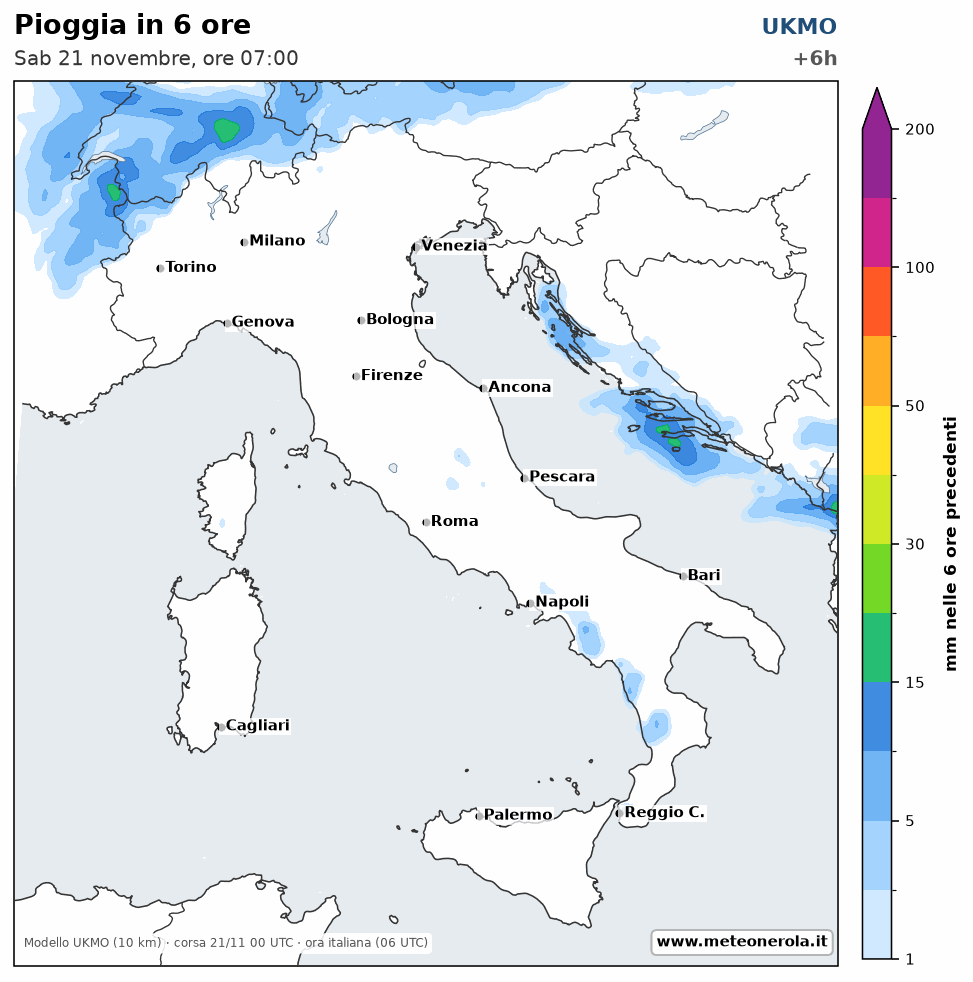 Pioggia in 6 ore
UKMO
Sab 21 novembre, ore 07:00
+6h
200
Milano
Venezia
Torino
100
Genova
Bologna
Firenze
Ancona
50
Pescara
Roma
30
Bari
Napoli
15
Cagliari
Palermo
Reggio C.
5
mm nelle 6 ore precedenti
Modello UKMO (10 km) · corsa 21/11 00 UTC · ora italiana (06 UTC)
www.meteonerola.it
1